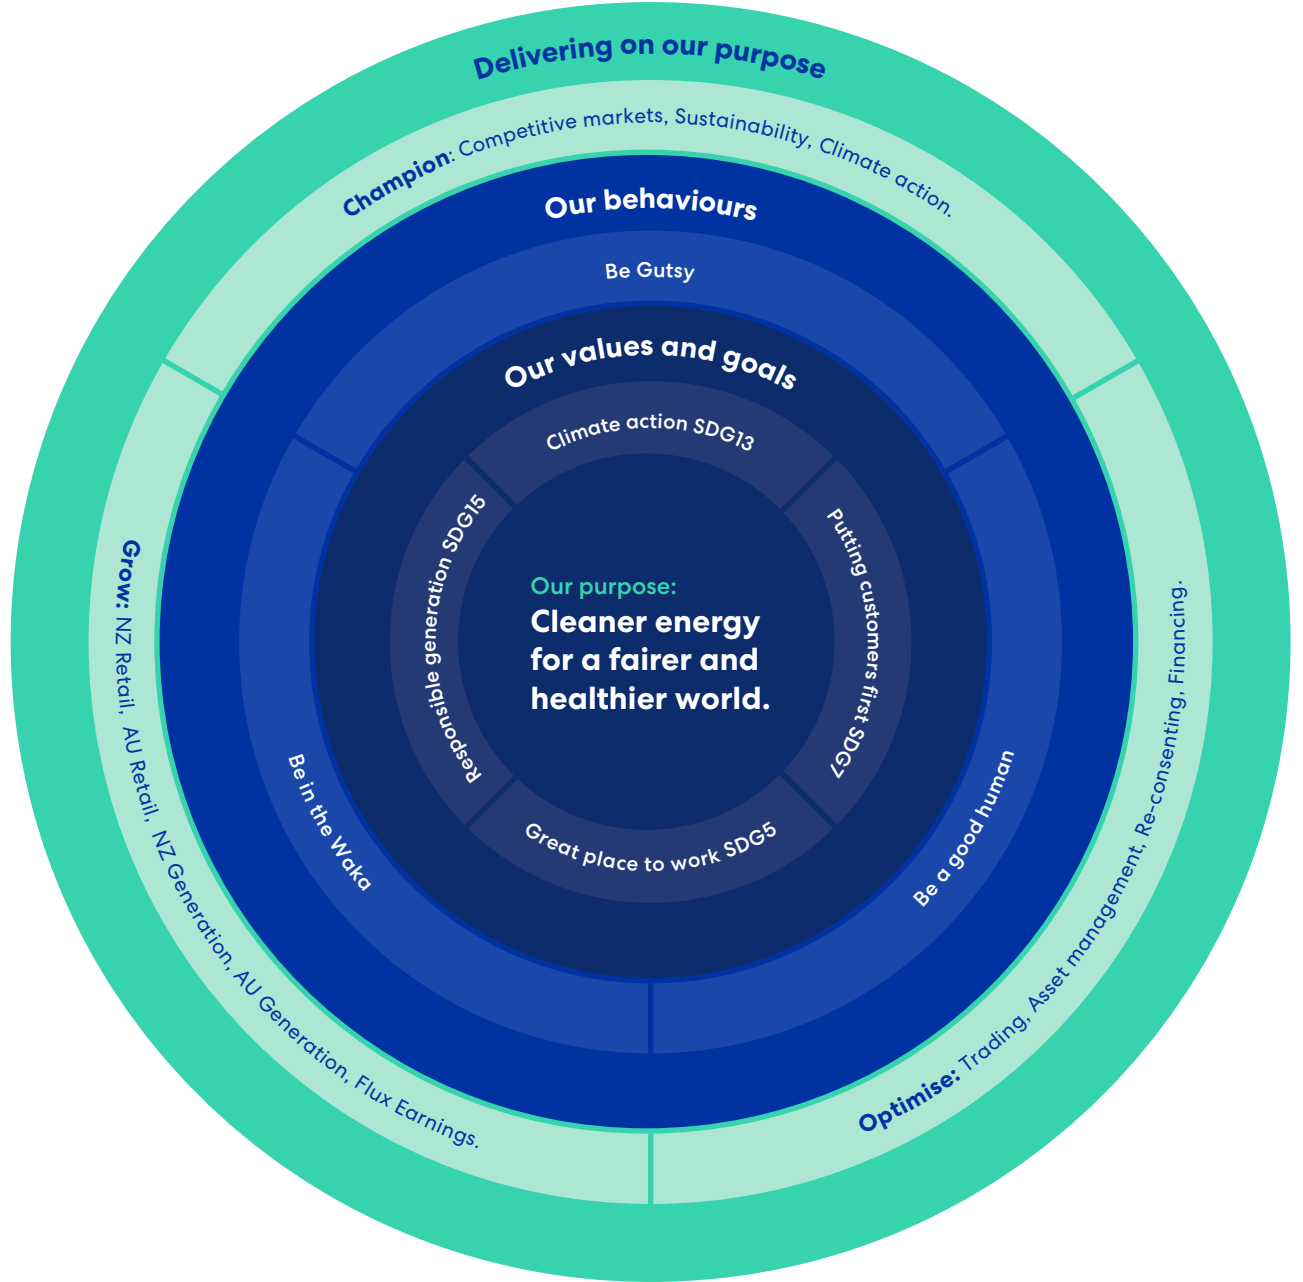 Delivering on our purpose
Champion: Competitive markets, Sustainability, Climate action.
Our behaviours
Be Gutsy
Our values and goals
Climate action SDG13
Putting customers first SDG7
Responsible generation SDG15
Great place to work SDG5
Our purpose:
Cleaner energy
for a fairer and
healthier world.
Be in the Waka
Be a good human
Grow: NZ Retail, AU Retail, NZ Generation, AU Generation, Flux Earnings.
Optimise: Trading, Asset management, Re-consenting, Financing.